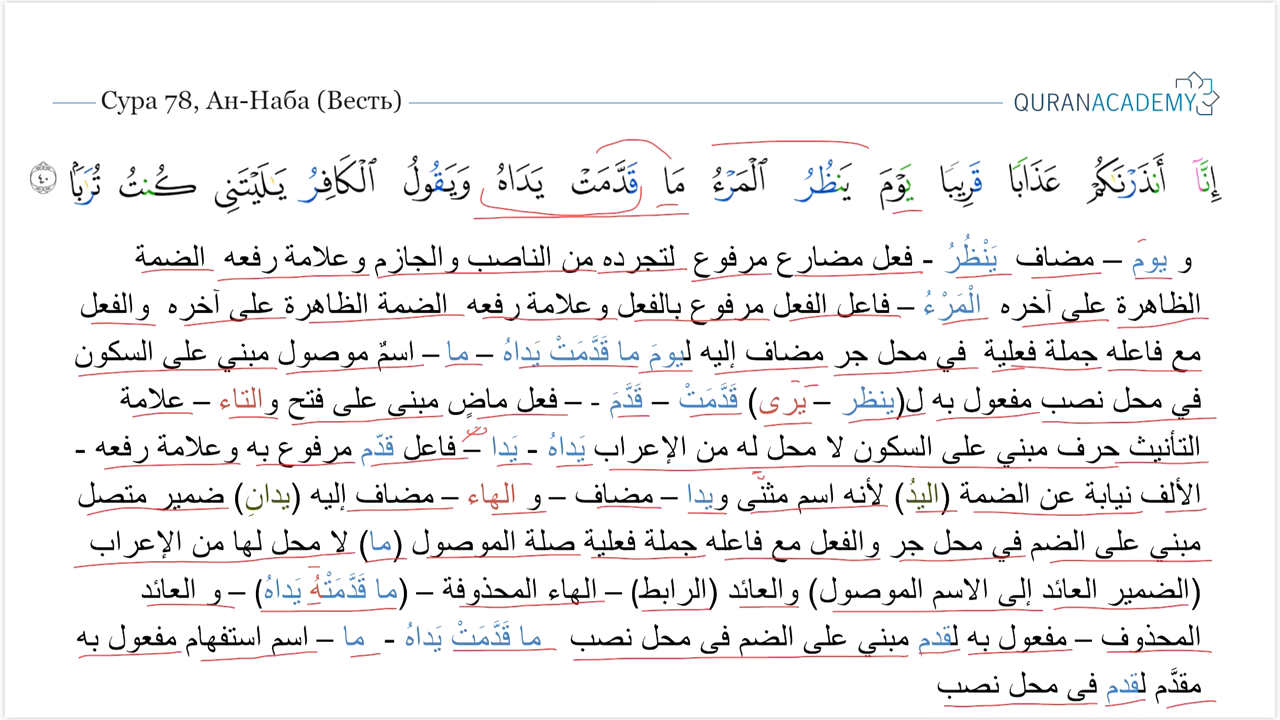 Сура 78, Ан-Наба (Весть)
QURANACADEMY
إِنَّآ أَنذَرْنَٰكُمْ عَذَابًا قَرِيبًا يَوْمَ يَنظُرُ ٱلْمَرْءُ مَا قَدَّمَتْ يَدَاهُ وَيَقُولُ ٱلْكَافِرُ يَٰلَيْتَنِى كُنتُ تُرَٰبًۢا ٤٠
و يومَ – مضاف يَنْظُرُ - فعل مضارع مرفوع لتجرده من الناصب والجازم وعلامة رفعه الضمة
الظاهرة على آخره الْمَرْءُ – فاعل الفعل مرفوع بالفعل وعلامة رفعه الضمة الظاهرة على آخره والفعل
مع فاعله جملة فعلية في محل جر مضاف إليه ليومَ ما قَدَّمَتْ يَداهُ – ما – اسمٌ موصول مبني على السكون
في محل نصب مفعول به ل(ينظر – يَرى) قَدَّمَتْ – قَدَّمَ - – فعل ماضٍ مبنى على فتح والتاء – علامة
التأنيث حرف مبني على السكون لا محل له من الإعراب يَداهُ - يَدا – فاعل قدّم مرفوع به وعلامة رفعه -
الألف نيابة عن الضمة (اليدُ) لأنه اسم مثنَّى ويدا – مضاف – و الهاء – مضاف إليه (يدانِ) ضمير متصل
مبني على الضم في محل جر والفعل مع فاعله جملة فعلية صلة الموصول (ما) لا محل لها من الإعراب
(الضمير العائد إلى الاسم الموصول) والعائد (الرابط) – الهاء المحذوفة – (ما قَدَّمَتْهُ يَداهُ) – و العائد
المحذوف – مفعول به لقدم مبني على الضم فى محل نصب ما قَدَّمَتْ يَداهُ - ما – اسم استفهام مفعول به
مقدَّم لقدم فى محل نصب